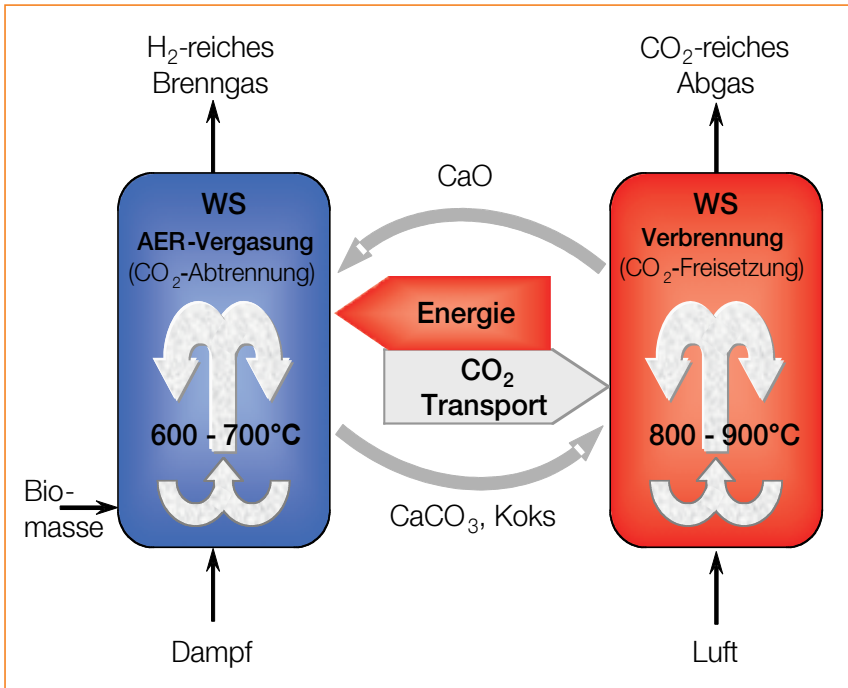 H₂-reiches
Brenngas
CO₂-reiches
Abgas
CaO
WS
AER-Vergasung
(CO₂-Abtrennung)
WS
Verbrennung
(CO₂-Freisetzung)
Energie
CO₂
Transport
600 - 700°C
800 - 900°C
Bio-
masse
CaCO₃, Koks
Dampf
Luft